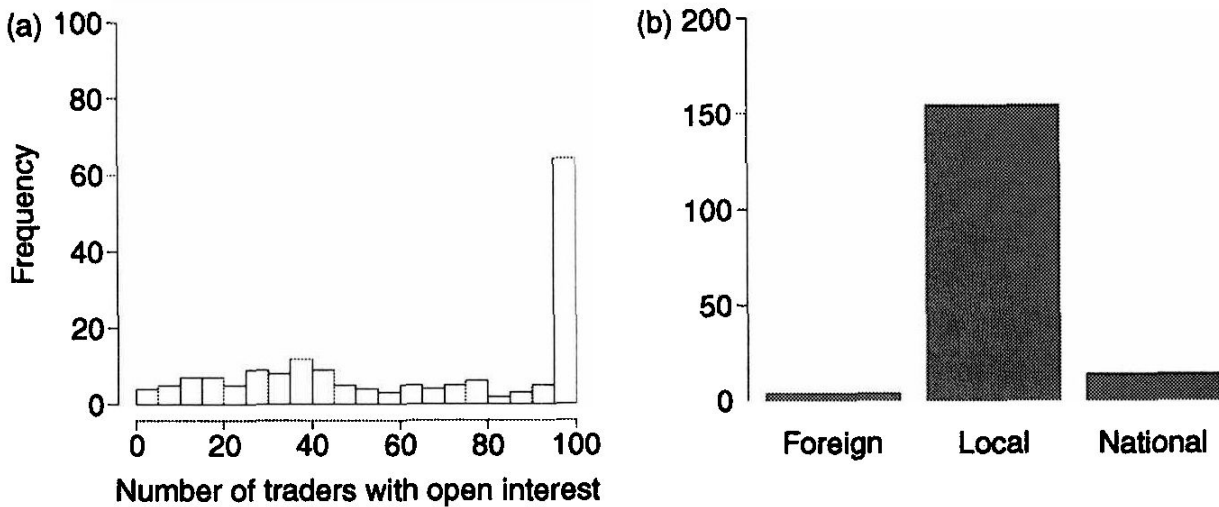 (a)
100
80
60
40
20
0
Frequency
0 20 40 60 80 100
Number of traders with open interest
(b)
200
150
100
50
0
Foreign Local National